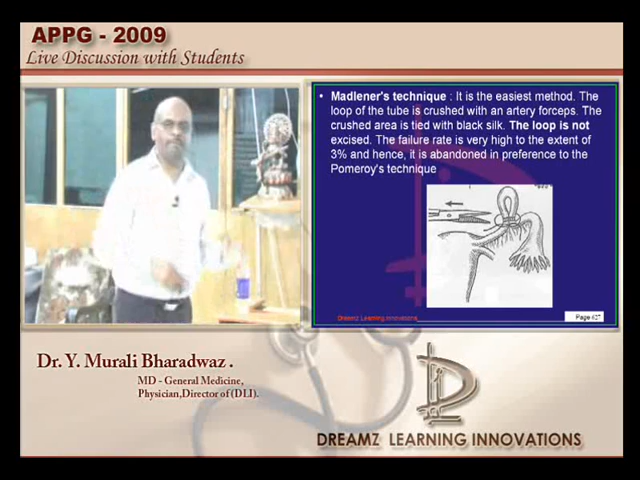 APPG - 2009
Live Discussion with Students
• Madlener's technique : It is the easiest method. The
loop of the tube is crushed with an artery forceps. The
crushed area is tied with black silk. The loop is not
excised. The failure rate is very high to the extent of
3% and hence, it is abandoned in preference to the
Pomeroy's technique
Dreamz Learning Innovations
Dr. Y. Murali Bharadwaz .
MD - General Medicine,
Physician,Director of (DLI).
DREAMZ LEARNING INNOVATIONS